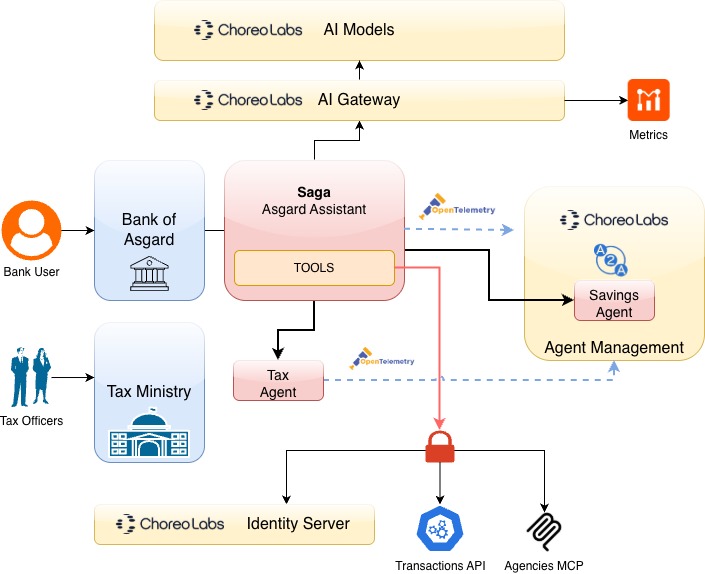 ChoreoLabs AI Models
ChoreoLabs AI Gateway
Metrics
Saga
Asgard Assistant
TOOLS
Bank of
Asgard
Bank User
OpenTelemetry
ChoreoLabs
A2A
Savings
Agent
Agent Management
Tax Ministry
Tax Officers
Tax
Agent
OpenTelemetry
ChoreoLabs Identity Server
Transactions API
Agencies MCP